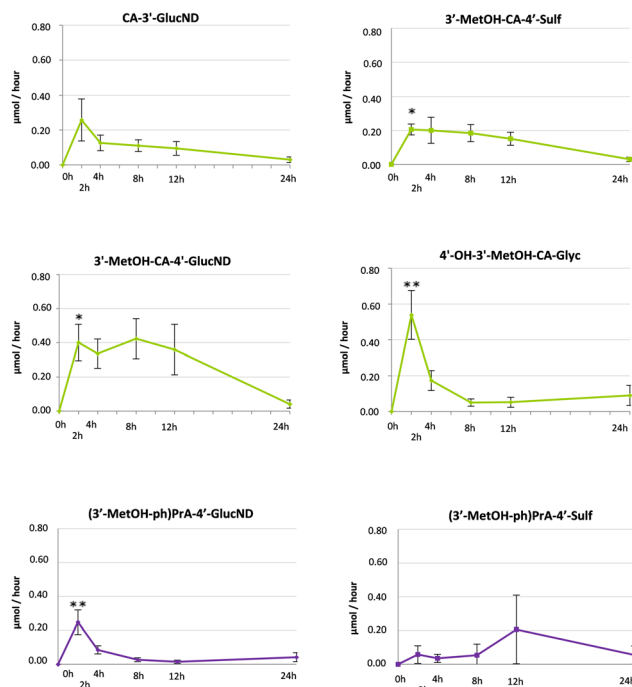 CA-3'-GlucND
µmol / hour
0.80
0.60
0.40
0.20
0.00
0h 2h 4h 8h 12h 24h
3’-MetOH-CA-4’-Sulf
µmol / hour
0.80
0.60
0.40
0.20
0.00
*
0h 2h 4h 8h 12h 24h
3'-MetOH-CA-4'-GlucND
µmol / hour
0.80
0.60
0.40
0.20
0.00
*
0h 2h 4h 8h 12h 24h
4'-OH-3'-MetOH-CA-Glyc
µmol / hour
0.80
0.60
0.40
0.20
0.00
**
0h 2h 4h 8h 12h 24h
(3’-MetOH-ph)PrA-4’-GlucND
µmol / hour
0.80
0.60
0.40
0.20
0.00
**
0h 2h 4h 8h 12h 24h
(3’-MetOH-ph)PrA-4’-Sulf
µmol / hour
0.80
0.60
0.40
0.20
0.00
0h 4h 8h 12h 24h